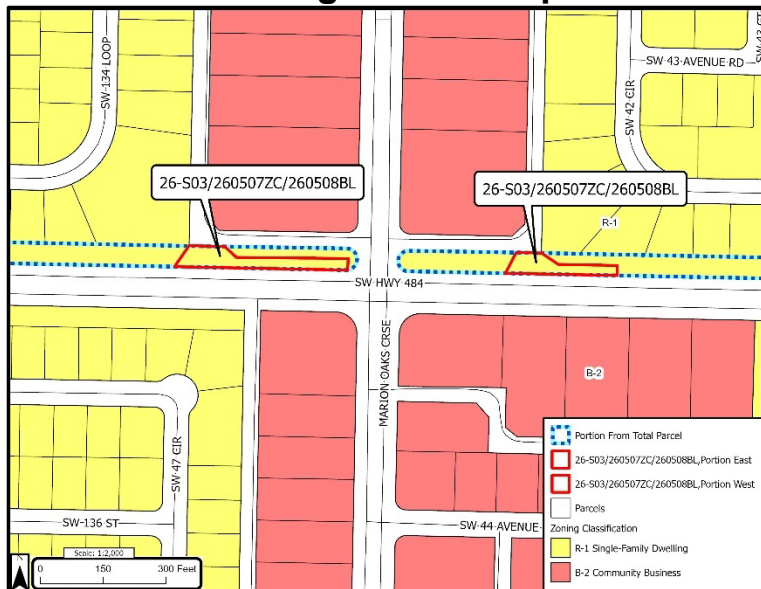 SW 134 LOOP
SW 43 AVENUE RD
SW 42 CIR
26-S03/260507ZC/260508BL
26-S03/260507ZC/260508BL
R-1
SW HWY 484
MARION OAKS CRSE
B-2
SW 47 CIR
SW 136 ST
SW 44 AVENUE
Portion From Total Parcel
26-S03/260507ZC/260508BL,Portion East
26-S03/260507ZC/260508BL,Portion West
Parcels
Zoning Classification
R-1 Single-Family Dwelling
B-2 Community Business
Scale: 1:2,000
0 150 300 Feet